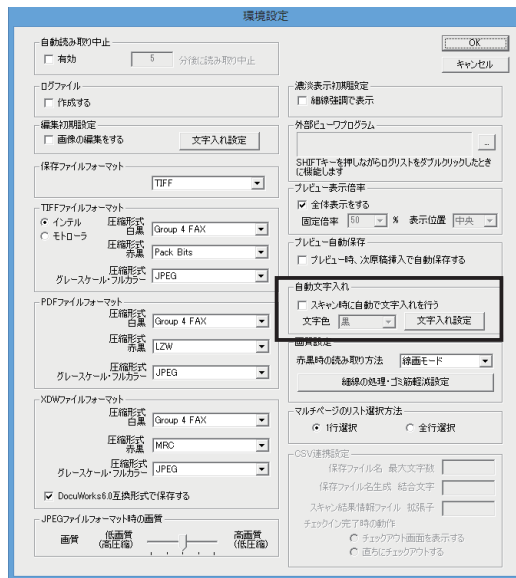 環境設定
自動読み取り中止
有効 5 分後に読み取り中止
ログファイル
作成する
編集初期設定
画像の編集をする 文字入れ設定
保存ファイルフォーマット
TIFF
TIFFファイルフォーマット
インテル
モトローラ
圧縮形式
白黒 Group 4 FAX
圧縮形式
赤黒 Pack Bits
圧縮形式
グレースケール・フルカラー JPEG
PDFファイルフォーマット
圧縮形式
白黒 Group 4 FAX
圧縮形式
赤黒 LZW
圧縮形式
グレースケール・フルカラー JPEG
XDWファイルフォーマット
圧縮形式
白黒 Group 4 FAX
圧縮形式
赤黒 MRC
圧縮形式
グレースケール・フルカラー JPEG
DocuWorks6.0互換形式で保存する
JPEGファイルフォーマット時の画質
画質 低画質
(高圧縮)
高画質
(低圧縮)
OK
キャンセル
濃淡表示初期設定
細線強調で表示
外部ビューワプログラム
...
SHIFTキーを押しながらログリストをダブルクリックしたとき
に機能します
プレビュー表示倍率
全体表示をする
固定倍率 50 % 表示位置 中央
プレビュー自動保存
プレビュー時、次原稿挿入で自動保存する
自動文字入れ
スキャン時に自動で文字入れを行う
文字色 黒 文字入れ設定
画質設定
赤黒時の読み取り方法 線画モード
細線の処理・ゴミ筋軽減設定
マルチページのリスト選択方法
1行選択 全行選択
CSV連携設定
保存ファイル名 最大文字数
保存ファイル名生成 結合文字
スキャン結果情報ファイル 拡張子
チェックイン完了時の動作
チェックアウト画面を表示する
直ちにチェックアウトする